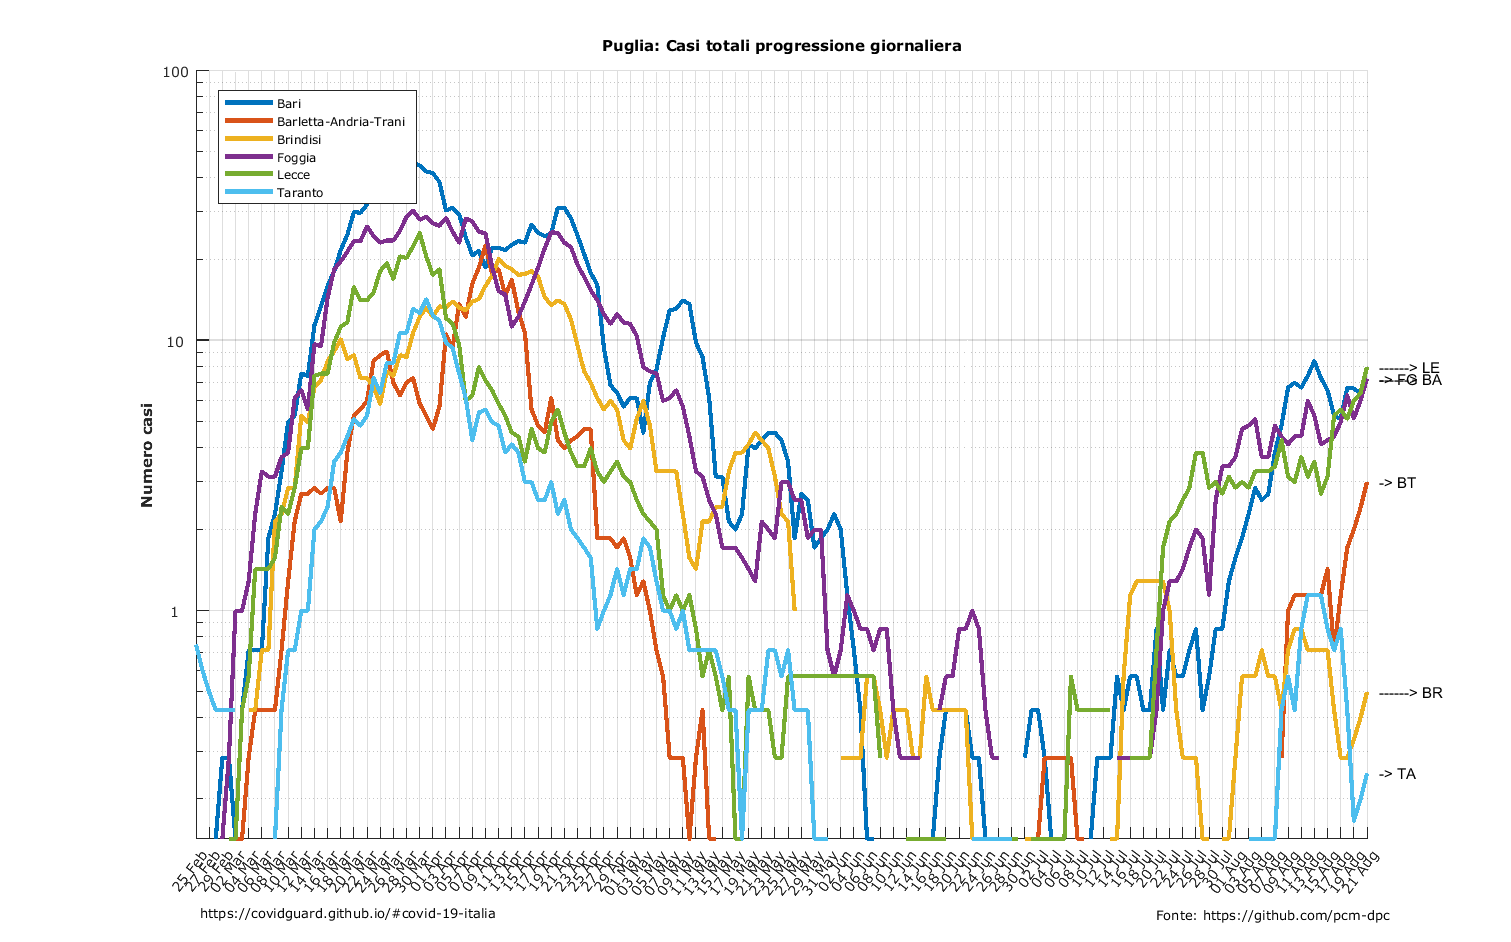 Puglia: Casi totali progressione giornaliera
100
10
1
Numero casi
Bari
Barletta-Andria-Trani
Brindisi
Foggia
Lecce
Taranto
------> LE
-> FG
------> BA
-> BT
------> BR
-> TA
25 Feb
27 Feb
29 Feb
02 Mar
04 Mar
06 Mar
08 Mar
10 Mar
12 Mar
14 Mar
16 Mar
18 Mar
20 Mar
22 Mar
24 Mar
26 Mar
28 Mar
30 Mar
01 Apr
03 Apr
05 Apr
07 Apr
09 Apr
11 Apr
13 Apr
15 Apr
17 Apr
19 Apr
21 Apr
23 Apr
25 Apr
27 Apr
29 Apr
01 May
03 May
05 May
07 May
09 May
11 May
13 May
15 May
17 May
19 May
21 May
23 May
25 May
27 May
29 May
31 May
02 Jun
04 Jun
06 Jun
08 Jun
10 Jun
12 Jun
14 Jun
16 Jun
18 Jun
20 Jun
22 Jun
24 Jun
26 Jun
28 Jun
30 Jun
02 Jul
04 Jul
06 Jul
08 Jul
10 Jul
12 Jul
14 Jul
16 Jul
18 Jul
20 Jul
22 Jul
24 Jul
26 Jul
28 Jul
30 Jul
01 Aug
03 Aug
05 Aug
07 Aug
09 Aug
11 Aug
13 Aug
15 Aug
17 Aug
19 Aug
21 Aug
https://covidguard.github.io/#covid-19-italia
Fonte: https://github.com/pcm-dpc